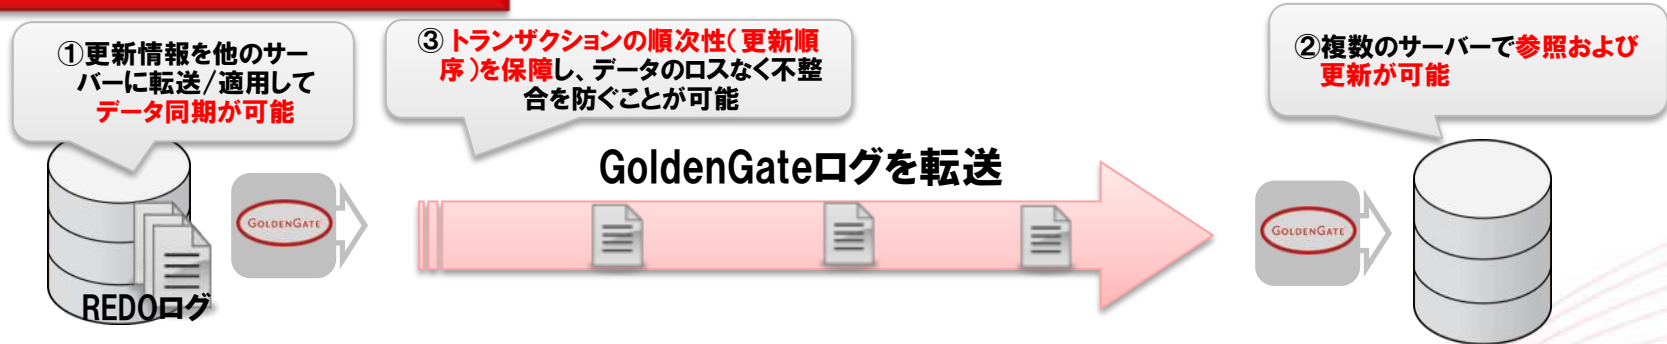 ①更新情報を他のサー
バーに転送/適用して
データ同期が可能
③トランザクションの順次性(更新順
序)を保障し、データのロスなく不整
合を防ぐことが可能
②複数のサーバーで参照および
更新が可能
GoldenGateログを転送
GOLDENGATE
GOLDENGATE
REDOログ